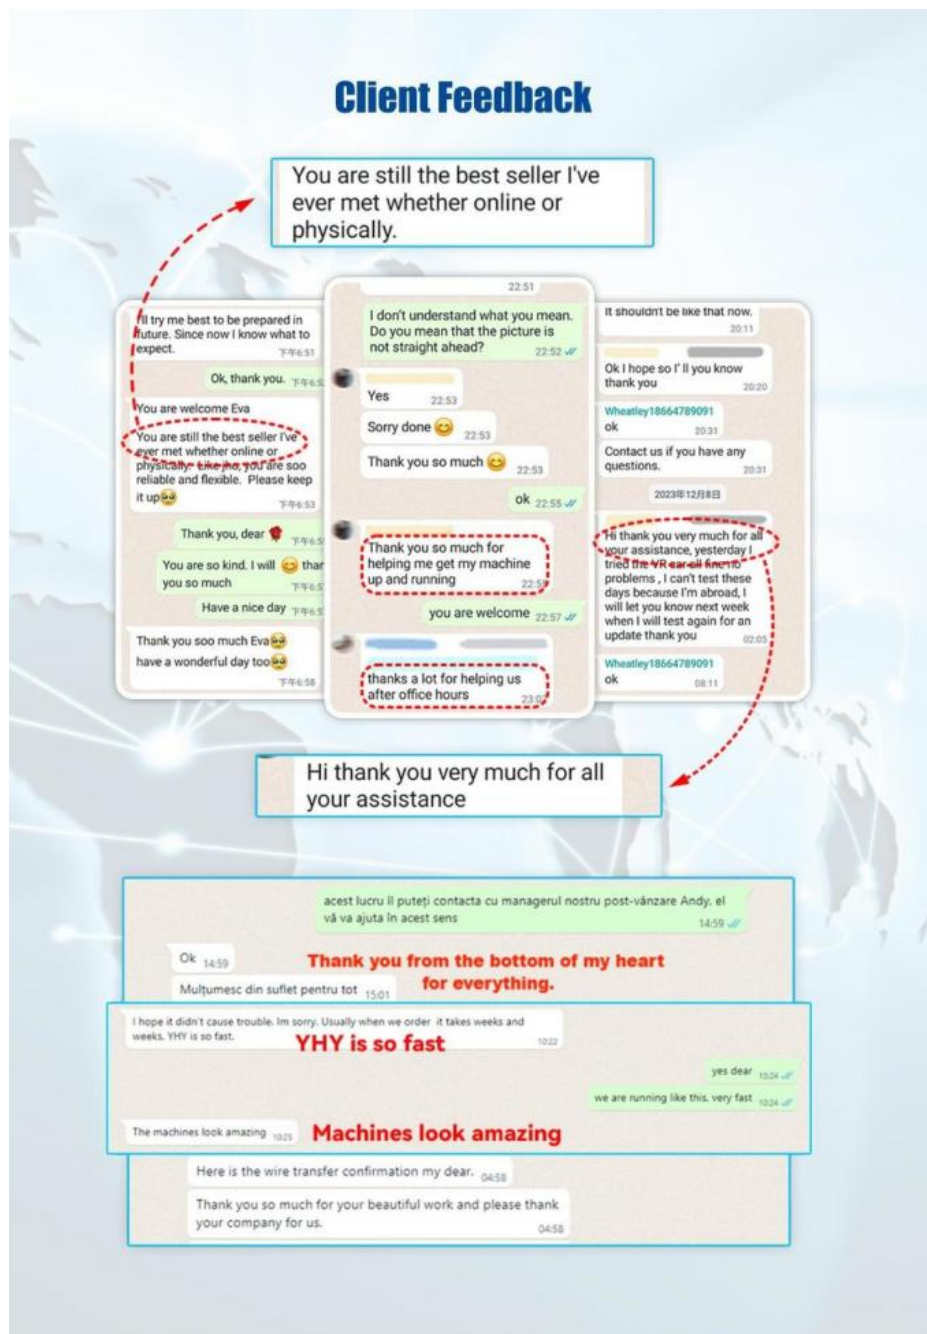 Client Feedback
You are still the best seller I've
ever met whether online or
physically.
I'll try me best to be prepared in
future. Since now I know what to
expect.
下午6:51
Ok, thank you.
You are welcome Eva
You are still the best seller I've
ever met whether online or
physically. Like jho, you are soo
reliable and flexible. Please keep
it up🥹
下午6:53
Thank you, dear 🌹
You are so kind. I will 😊 than
you so much
Have a nice day
Thank you soo much Eva🥹
have a wonderful day too🥹
下午6:58
22:51
I don't understand what you mean.
Do you mean that the picture is
not straight ahead?
22:52
Yes 22:53
Sorry done 😊 22:53
Thank you so much 😊 22:53
ok 22:55
Thank you so much for
helping me get my machine
up and running
you are welcome 22:57
thanks a lot for helping us
after office hours
It shouldn't be like that now.
20:11
Ok I hope so I' ll you know
thank you 20:20
Wheatley18664789091
ok 20:31
Contact us if you have any
questions. 20:31
2023年12月8日
Hi thank you very much for all
your assistance, yesterday I
tried the VR car all fine no
problems , I can't test these
days because I'm abroad, I
will let you know next week
when I will test again for an
update thank you 02:05
Wheatley18664789091
ok 08:11
Hi thank you very much for all
your assistance
acest lucru îl puteți contacta cu managerul nostru post-vânzare Andy. el
vă va ajuta în acest sens 14:59
Ok 14:59
Mulțumesc din suflet pentru tot 15:01
Thank you from the bottom of my heart
for everything.
I hope it didn't cause trouble. Im sorry. Usually when we order it takes weeks and
weeks. YHY is so fast. 10:22
YHY is so fast
yes dear 10:24
we are running like this. very fast 10:24
The machines look amazing 10:25
Machines look amazing
Here is the wire transfer confirmation my dear. 04:58
Thank you so much for your beautiful work and please thank
your company for us. 04:58